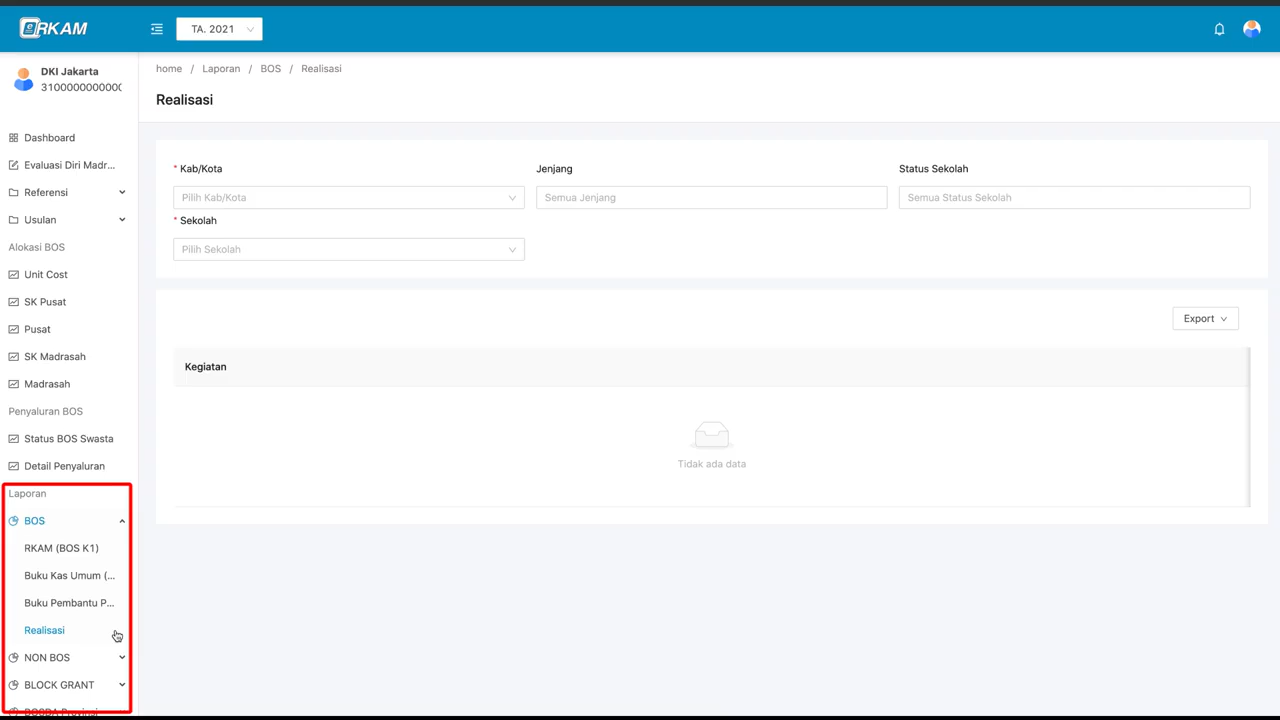 eRKAM
TA. 2021
DKI Jakarta
310000000000
home / Laporan / BOS / Realisasi
Realisasi
Dashboard
Evaluasi Diri Madr...
Referensi
Usulan
Alokasi BOS
Unit Cost
SK Pusat
Pusat
SK Madrasah
Madrasah
Penyaluran BOS
Status BOS Swasta
Detail Penyaluran
Laporan
BOS
RKAM (BOS K1)
Buku Kas Umum (...
Buku Pembantu P...
Realisasi
NON BOS
BLOCK GRANT
BOSDA Provinsi
* Kab/Kota
Pilih Kab/Kota
Jenjang
Semua Jenjang
Status Sekolah
Semua Status Sekolah
* Sekolah
Pilih Sekolah
Export
Kegiatan
Tidak ada data